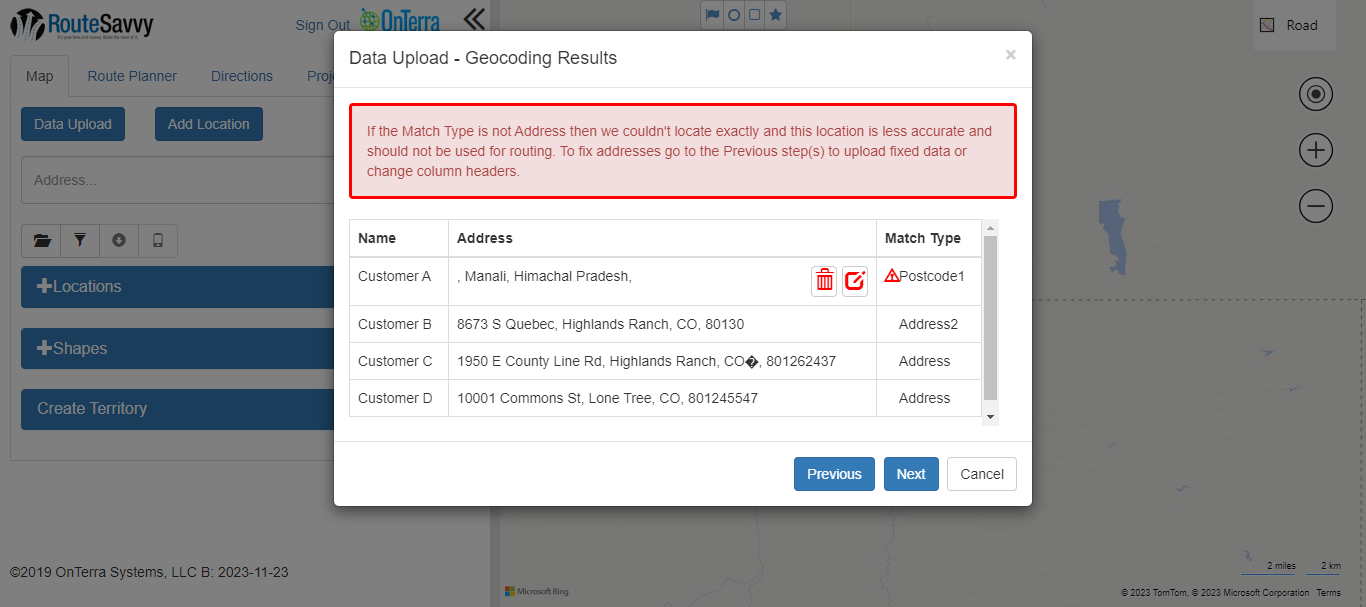 RouteSavvy
It's your time and money. Make the most of it.
Sign Out
OnTerra
Road
Map
Route Planner
Directions
Proj
Data Upload
Add Location
Address...
Locations
Shapes
Create Territory
Data Upload - Geocoding Results
×
If the Match Type is not Address then we couldn't locate exactly and this location is less accurate and
should not be used for routing. To fix addresses go to the Previous step(s) to upload fixed data or
change column headers.
Name Address Match Type
Customer A , Manali, Himachal Pradesh, Postcode1
Customer B 8673 S Quebec, Highlands Ranch, CO, 80130 Address2
Customer C 1950 E County Line Rd, Highlands Ranch, CO�, 801262437 Address
Customer D 10001 Commons St, Lone Tree, CO, 801245547 Address
Previous
Next
Cancel
©2019 OnTerra Systems, LLC B: 2023-11-23
Microsoft Bing
2 miles 2 km
© 2023 TomTom, © 2023 Microsoft Corporation Terms